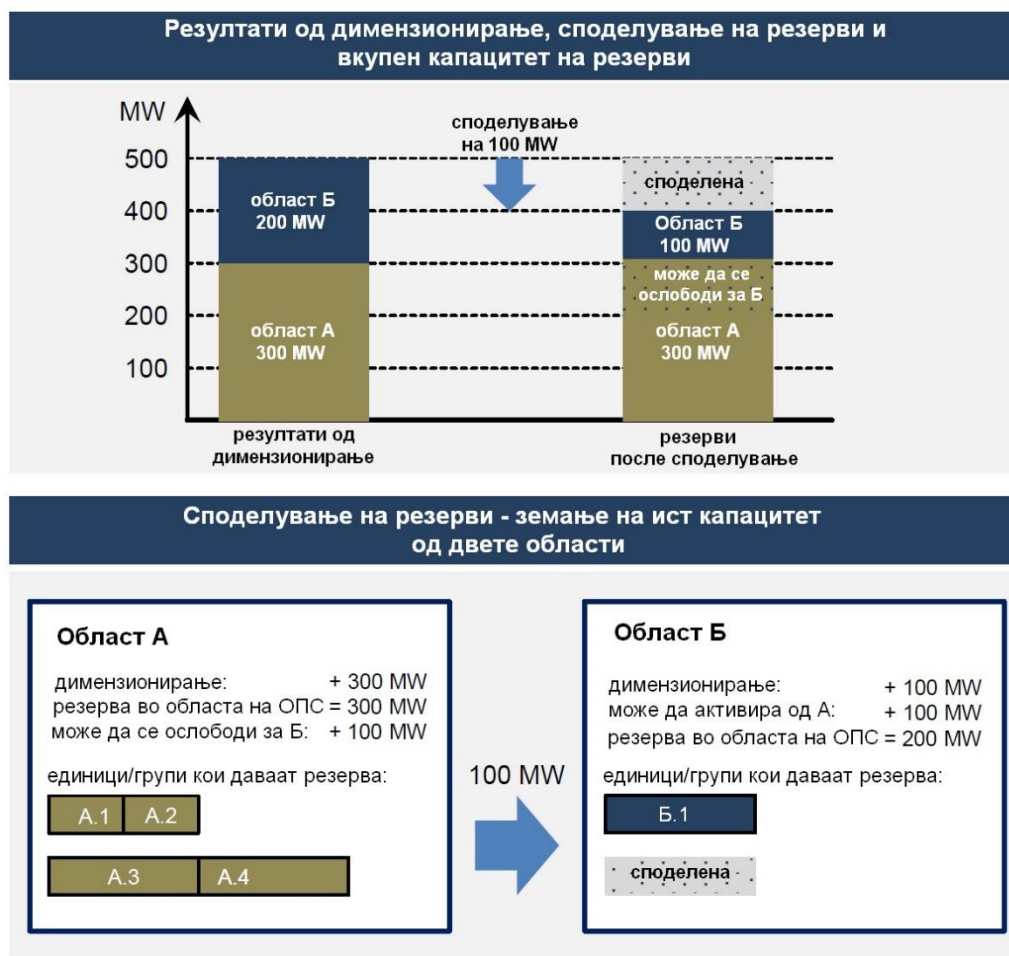 Резултати од димензионирање, споделување на резерви и
вкупен капацитет на резерви
MW
споделување
на 100 MW
500
400
300
200
100
област Б
200 MW
област А
300 MW
споделена
Област Б
100 MW
може да се
ослободи за Б
област А
300 MW
резултати од
димензионирање
резерви
после споделување
Споделување на резерви - земање на ист капацитет
од двете области
Област А
димензионирање: + 300 MW
резерва во областа на ОПС = 300 MW
може да се ослободи за Б: + 100 MW
единици/групи кои даваат резерва:
А.1 А.2
А.3 А.4
100 MW
Област Б
димензионирање: + 100 MW
може да активира од А: + 100 MW
резерва во областа на ОПС = 200 MW
единици/групи кои даваат резерва:
Б.1
споделена